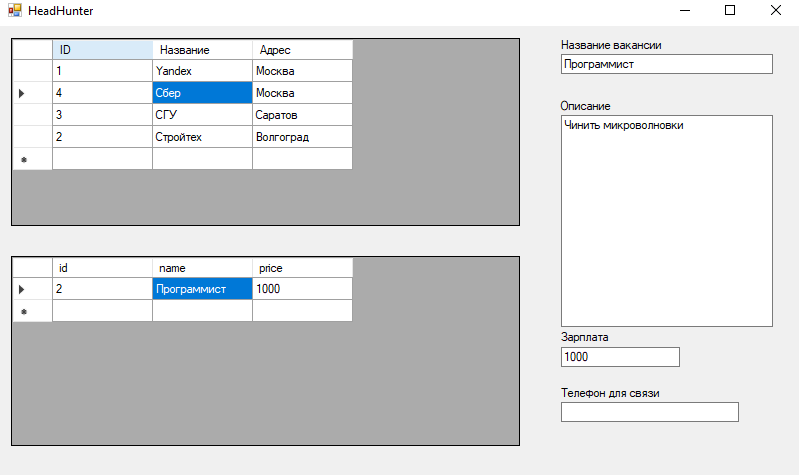 HeadHunter
ID Название Адрес
1 Yandex Москва
4 Сбер Москва
3 СГУ Саратов
2 Стройтех Волгоград
id name price
2 Программист 1000
Название вакансии
Программист
Описание
Чинить микроволновки
Зарплата
1000
Телефон для связи